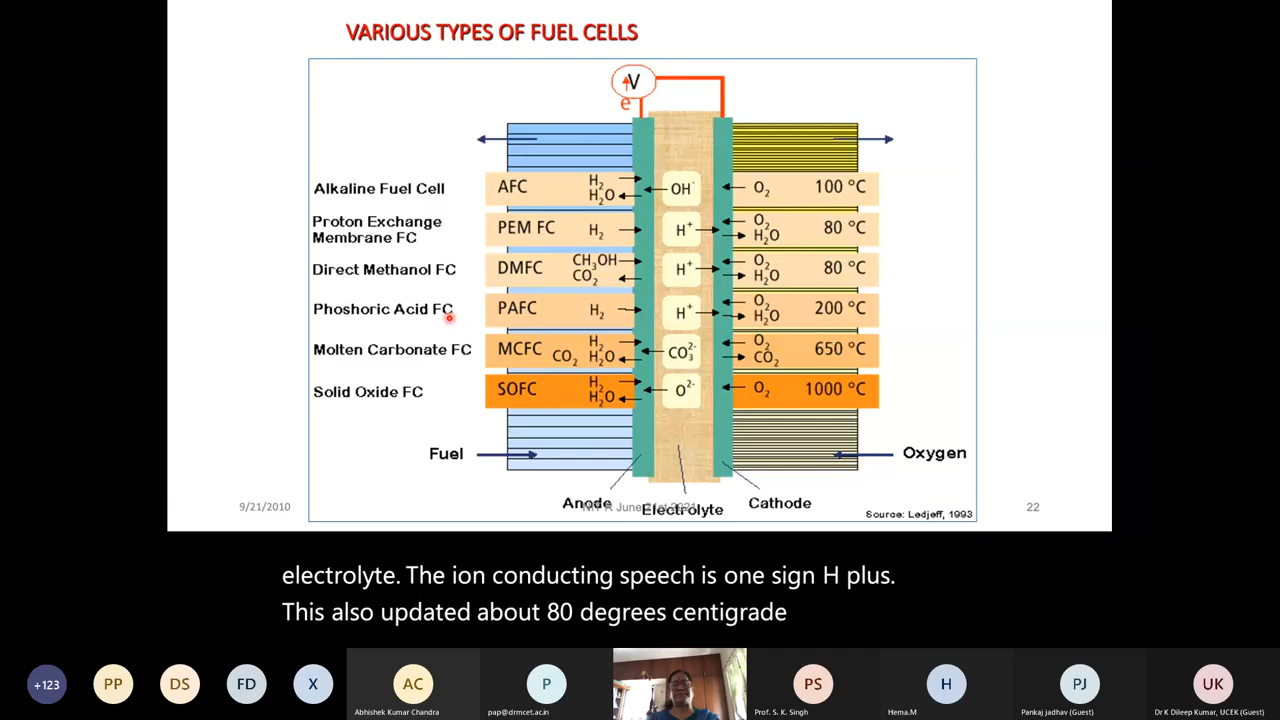 VARIOUS TYPES OF FUEL CELLS
V
e
Alkaline Fuel Cell AFC H₂ H₂O OH⁻ O₂ 100 °C
Proton Exchange Membrane FC PEM FC H₂ H⁺ O₂ H₂O 80 °C
Direct Methanol FC DMFC CH₃OH CO₂ H⁺ O₂ H₂O 80 °C
Phoshoric Acid FC PAFC H₂ H⁺ O₂ H₂O 200 °C
Molten Carbonate FC MCFC CO₂ H₂ H₂O CO₃²⁻ O₂ CO₂ 650 °C
Solid Oxide FC SOFC H₂ H₂O O²⁻ O₂ 1000 °C
Fuel Oxygen
Anode Electrolyte Cathode
9/21/2010 June 21st 2021 22
Source: Ledjeff, 1993
electrolyte. The ion conducting speech is one sign H plus.
This also updated about 80 degrees centigrade
+123 PP DS FD X AC P PS H PJ UK
Abhishek Kumar Chandra pap@drmcet.ac.in Prof. S. K. Singh Hema.M Pankaj jadhav (Guest) Dr K Dileep Kumar, UCEK (Guest)